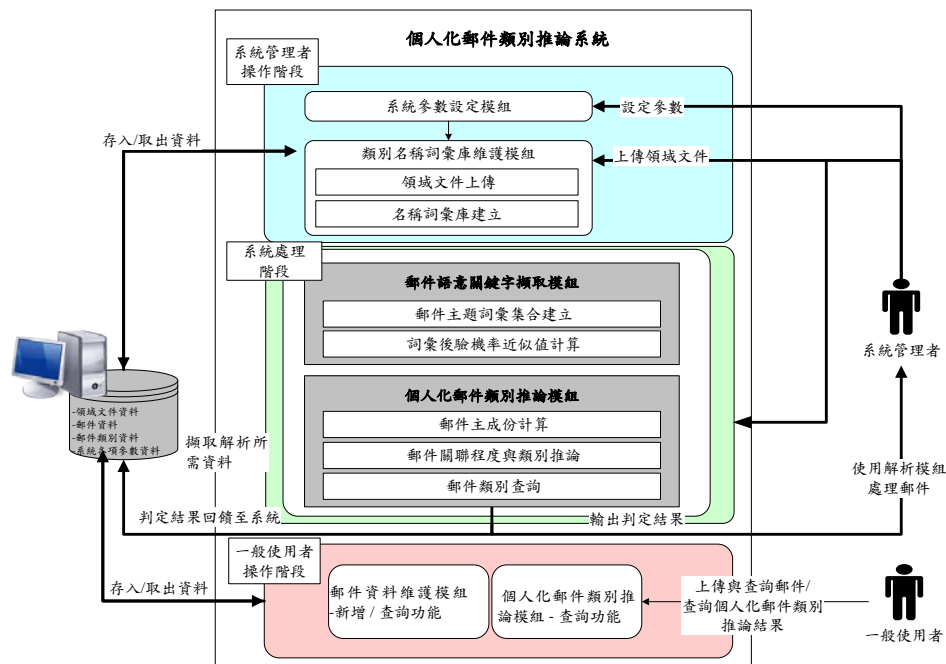 個人化郵件類別推論系統
系統管理者
操作階段
系統參數設定模組
設定參數
存入/取出資料
類別名稱詞彙庫維護模組
上傳領域文件
領域文件上傳
名稱詞彙庫建立
系統處理
階段
郵件語意關鍵字擷取模組
郵件主題詞彙集合建立
詞彙後驗機率近似值計算
系統管理者
個人化郵件類別推論模組
郵件主成份計算
郵件關聯程度與類別推論
郵件類別查詢
-領域文件資料
-郵件資料
-郵件類別資料
-系統各項參數資料
擷取解析所
需資料
使用解析模組
處理郵件
判定結果回饋至系統
輸出判定結果
一般使用者
操作階段
存入/取出資料
郵件資料維護模組
-新增 / 查詢功能
個人化郵件類別推
論模組 - 查詢功能
上傳與查詢郵件/
查詢個人化郵件類別
推論結果
一般使用者